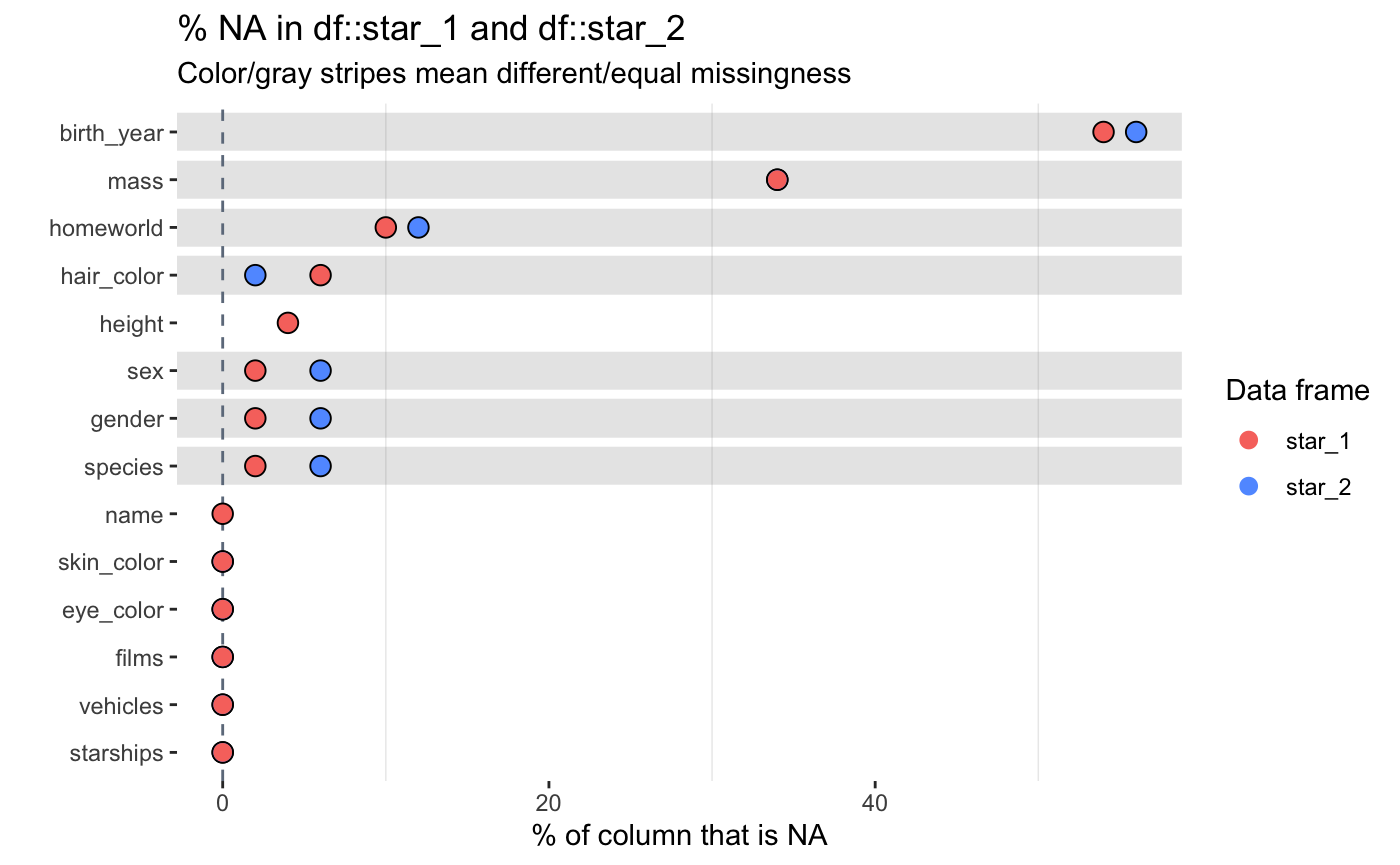 % NA in df::star_1 and df::star_2
Color/gray stripes mean different/equal missingness
birth_year
mass
homeworld
hair_color
height
sex
gender
species
name
skin_color
eye_color
films
vehicles
starships
0 20 40
% of column that is NA
Data frame
star_1
star_2